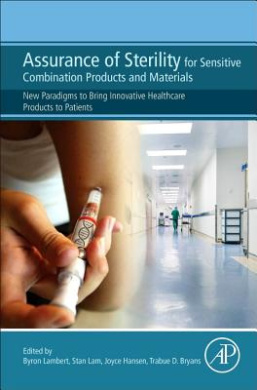 Assurance of Sterility for Sensitive
Combination Products and Materials
New Paradigms to Bring Innovative Healthcare
Products to Patients
Edited by
Byron Lambert, Stan Lam, Joyce Hansen, Trabue D. Bryans
AP